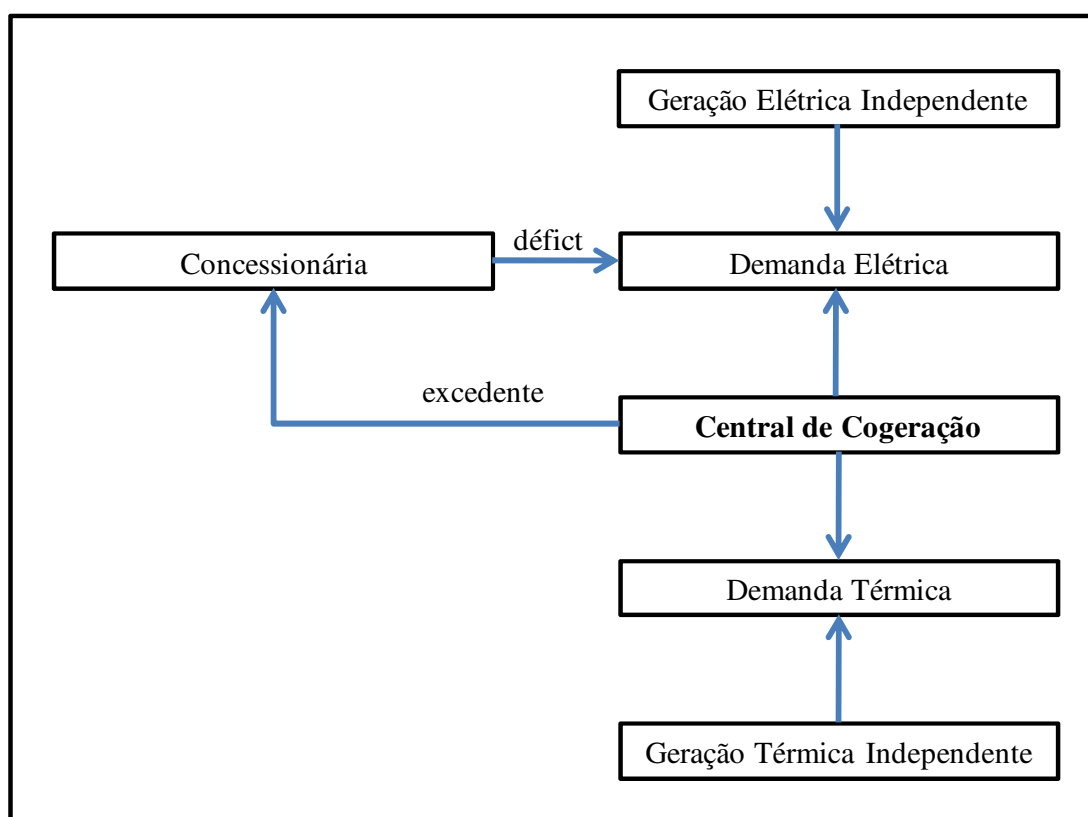 Geração Elétrica Independente
défict
Concessionária
Demanda Elétrica
excedente
Central de Cogeração
Demanda Térmica
Geração Térmica Independente